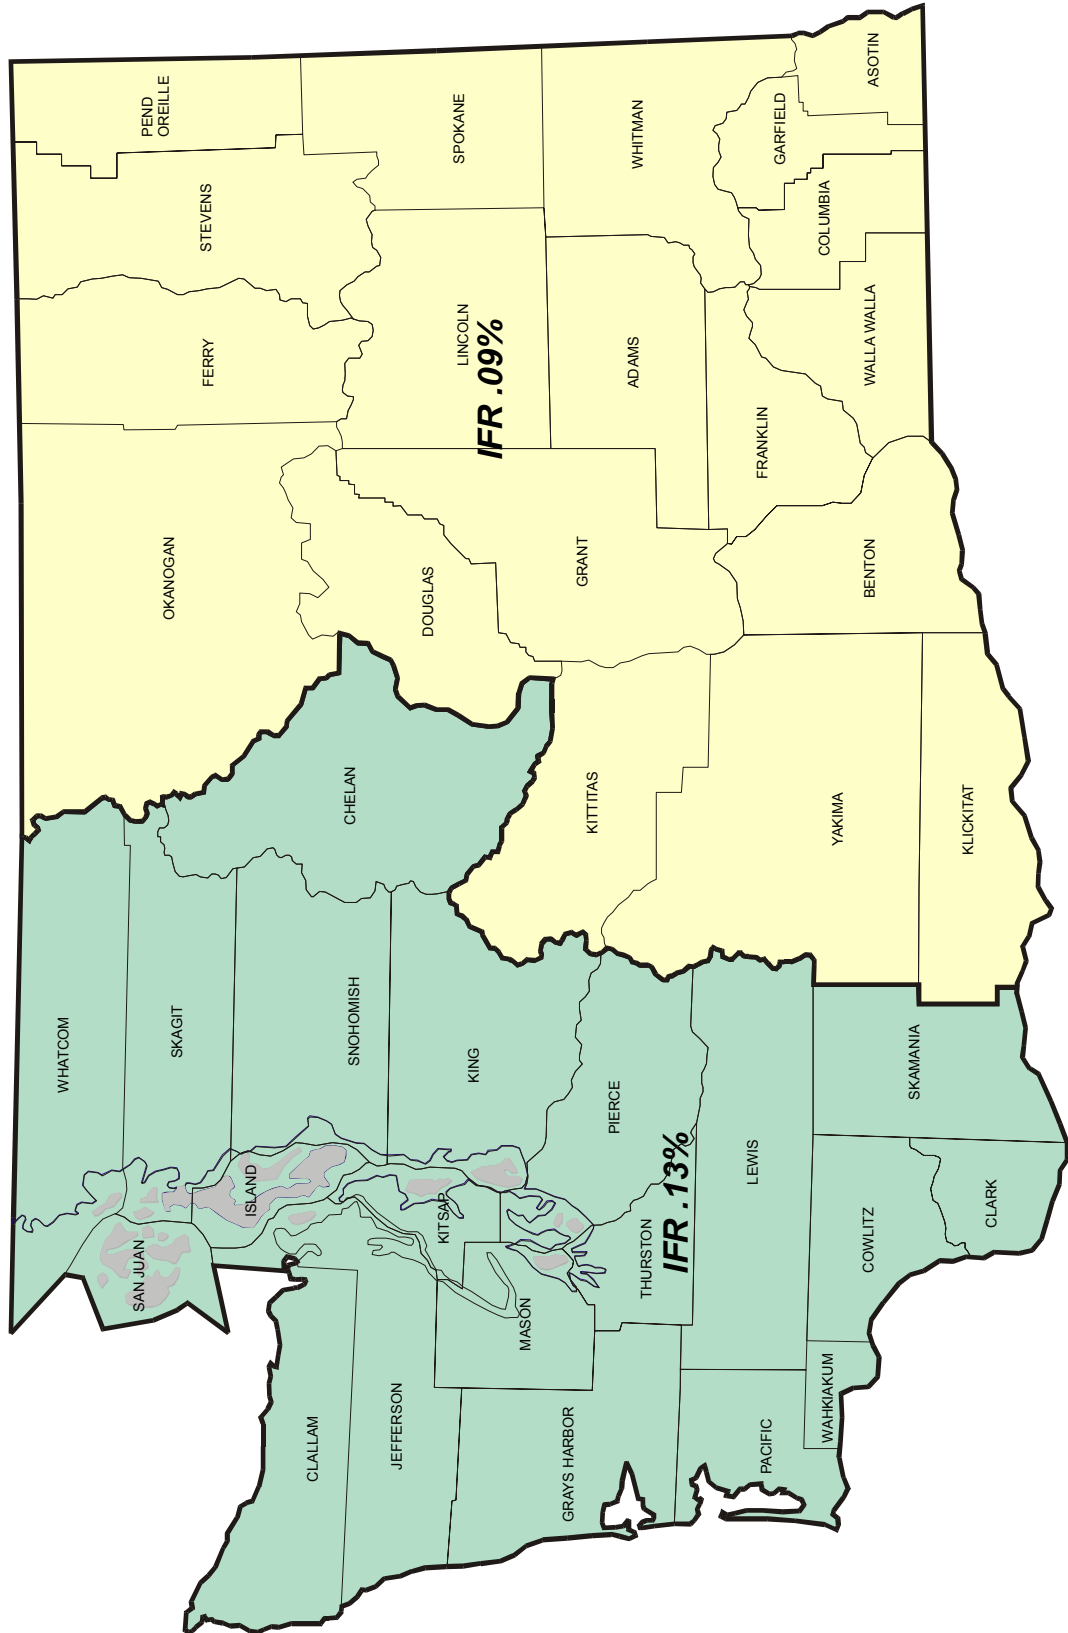 WHATCOM
SAN JUAN
SKAGIT
ISLAND
SNOHOMISH
CHELAN
OKANOGAN
FERRY
STEVENS
PEND
OREILLE
CLALLAM
JEFFERSON
KITSAP
KING
DOUGLAS
LINCOLN
IFR .09%
SPOKANE
GRAYS HARBOR
MASON
THURSTON
PIERCE
IFR .13%
KITTITAS
GRANT
ADAMS
WHITMAN
PACIFIC
LEWIS
WAHKIAKUM
COWLITZ
CLARK
SKAMANIA
YAKIMA
KLICKITAT
BENTON
FRANKLIN
WALLA WALLA
COLUMBIA
GARFIELD
ASOTIN